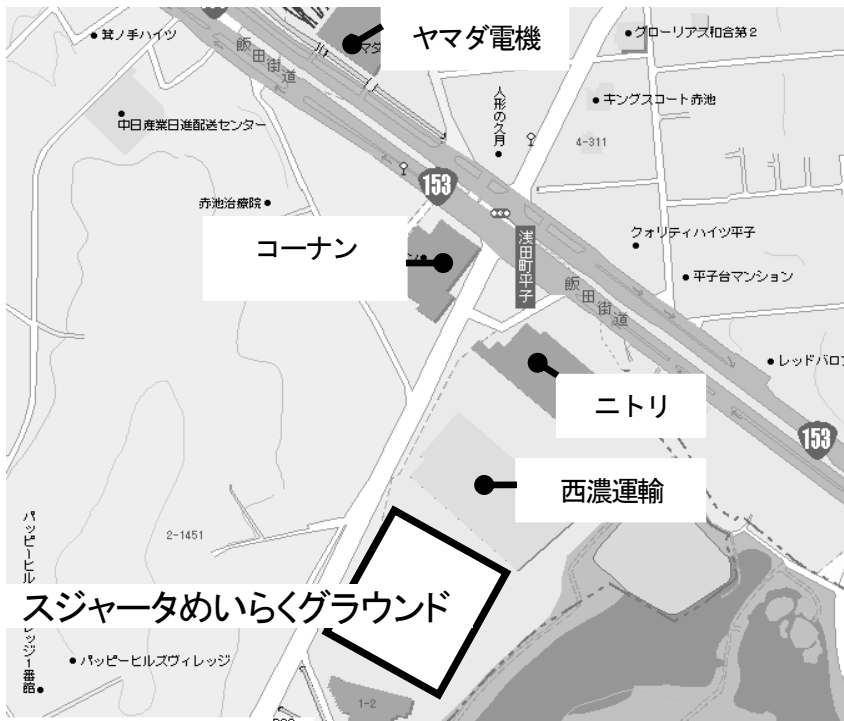 ヤマダ電機
箕ノ手ハイツ
グローリアス和合第2
飯田街道
人形の久月
キングスコート赤池
中日産業日進配送センター
4-311
153
赤池治療院
コーナン
浅田町平子
クォリティハイツ平子
平子台マンション
飯田街道
レッドバロ
ニトリ
153
西濃運輸
2-1451
スジャータめいらくグラウンド
パッピーヒルズヴィレッジ
レッジ1番館
1-2